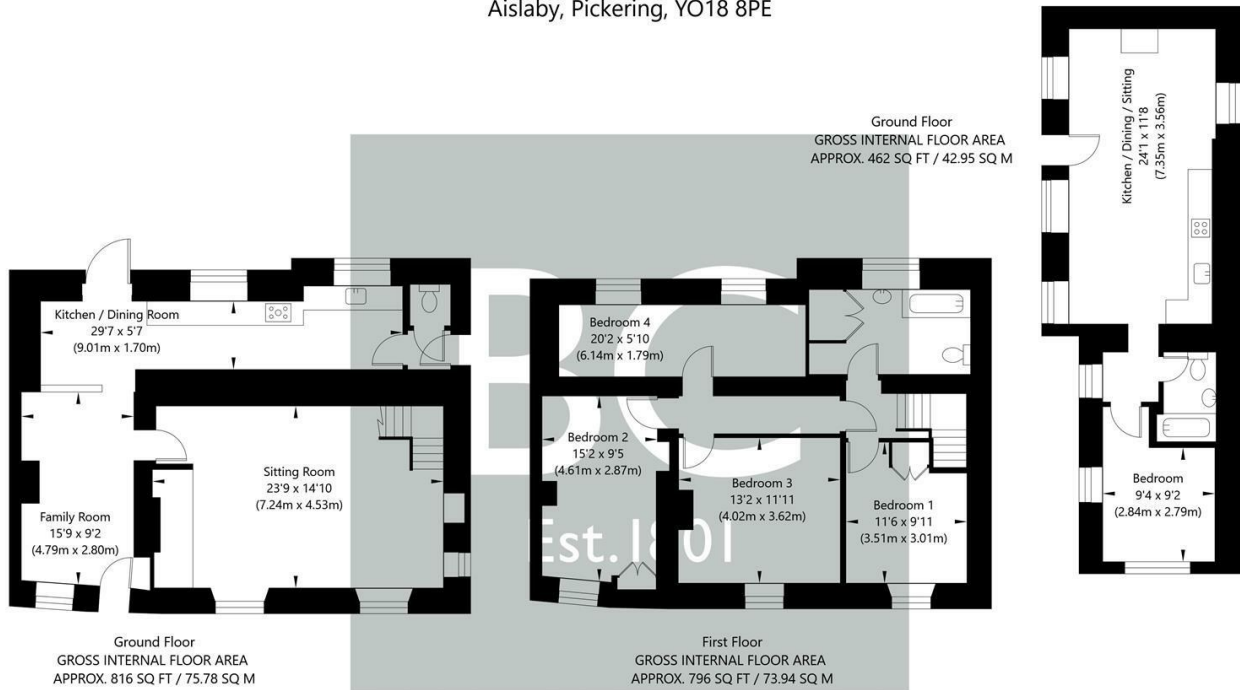 Aislaby, Pickering, YO18 8PE
Ground Floor
GROSS INTERNAL FLOOR AREA
APPROX. 462 SQ FT / 42.95 SQ M
Kitchen / Dining / Sitting
24'1 x 11'8
(7.35m x 3.56m)
Bedroom
9'4 x 9'2
(2.84m x 2.79m)
Kitchen / Dining Room
29'7 x 5'7
(9.01m x 1.70m)
Sitting Room
23'9 x 14'10
(7.24m x 4.53m)
Family Room
15'9 x 9'2
(4.79m x 2.80m)
Ground Floor
GROSS INTERNAL FLOOR AREA
APPROX. 816 SQ FT / 75.78 SQ M
Bedroom 4
20'2 x 5'10
(6.14m x 1.79m)
Bedroom 2
15'2 x 9'5
(4.61m x 2.87m)
Bedroom 3
13'2 x 11'11
(4.02m x 3.62m)
Bedroom 1
11'6 x 9'11
(3.51m x 3.01m)
First Floor
GROSS INTERNAL FLOOR AREA
APPROX. 796 SQ FT / 73.94 SQ M
BC
Est. 1801